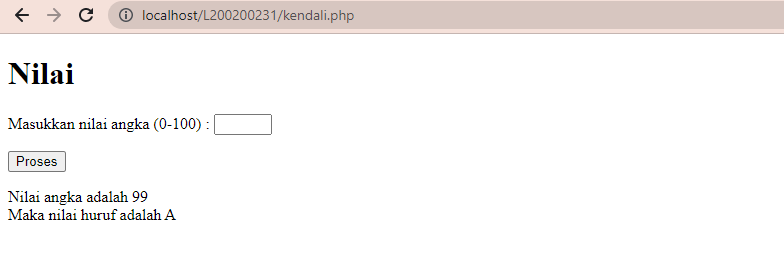 localhost/L200200231/kendali.php
Nilai
Masukkan nilai angka (0-100) :
Proses
Nilai angka adalah 99
Maka nilai huruf adalah A